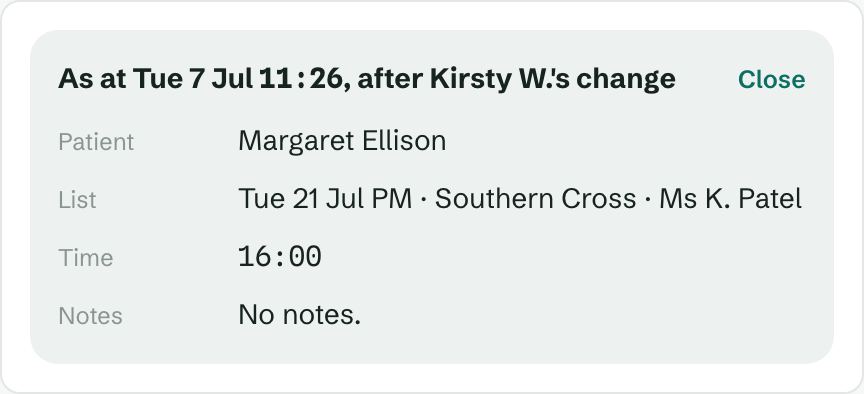 As at Tue 7 Jul 11:26, after Kirsty W.'s change Close
Patient Margaret Ellison
List Tue 21 Jul PM · Southern Cross · Ms K. Patel
Time 16:00
Notes No notes.